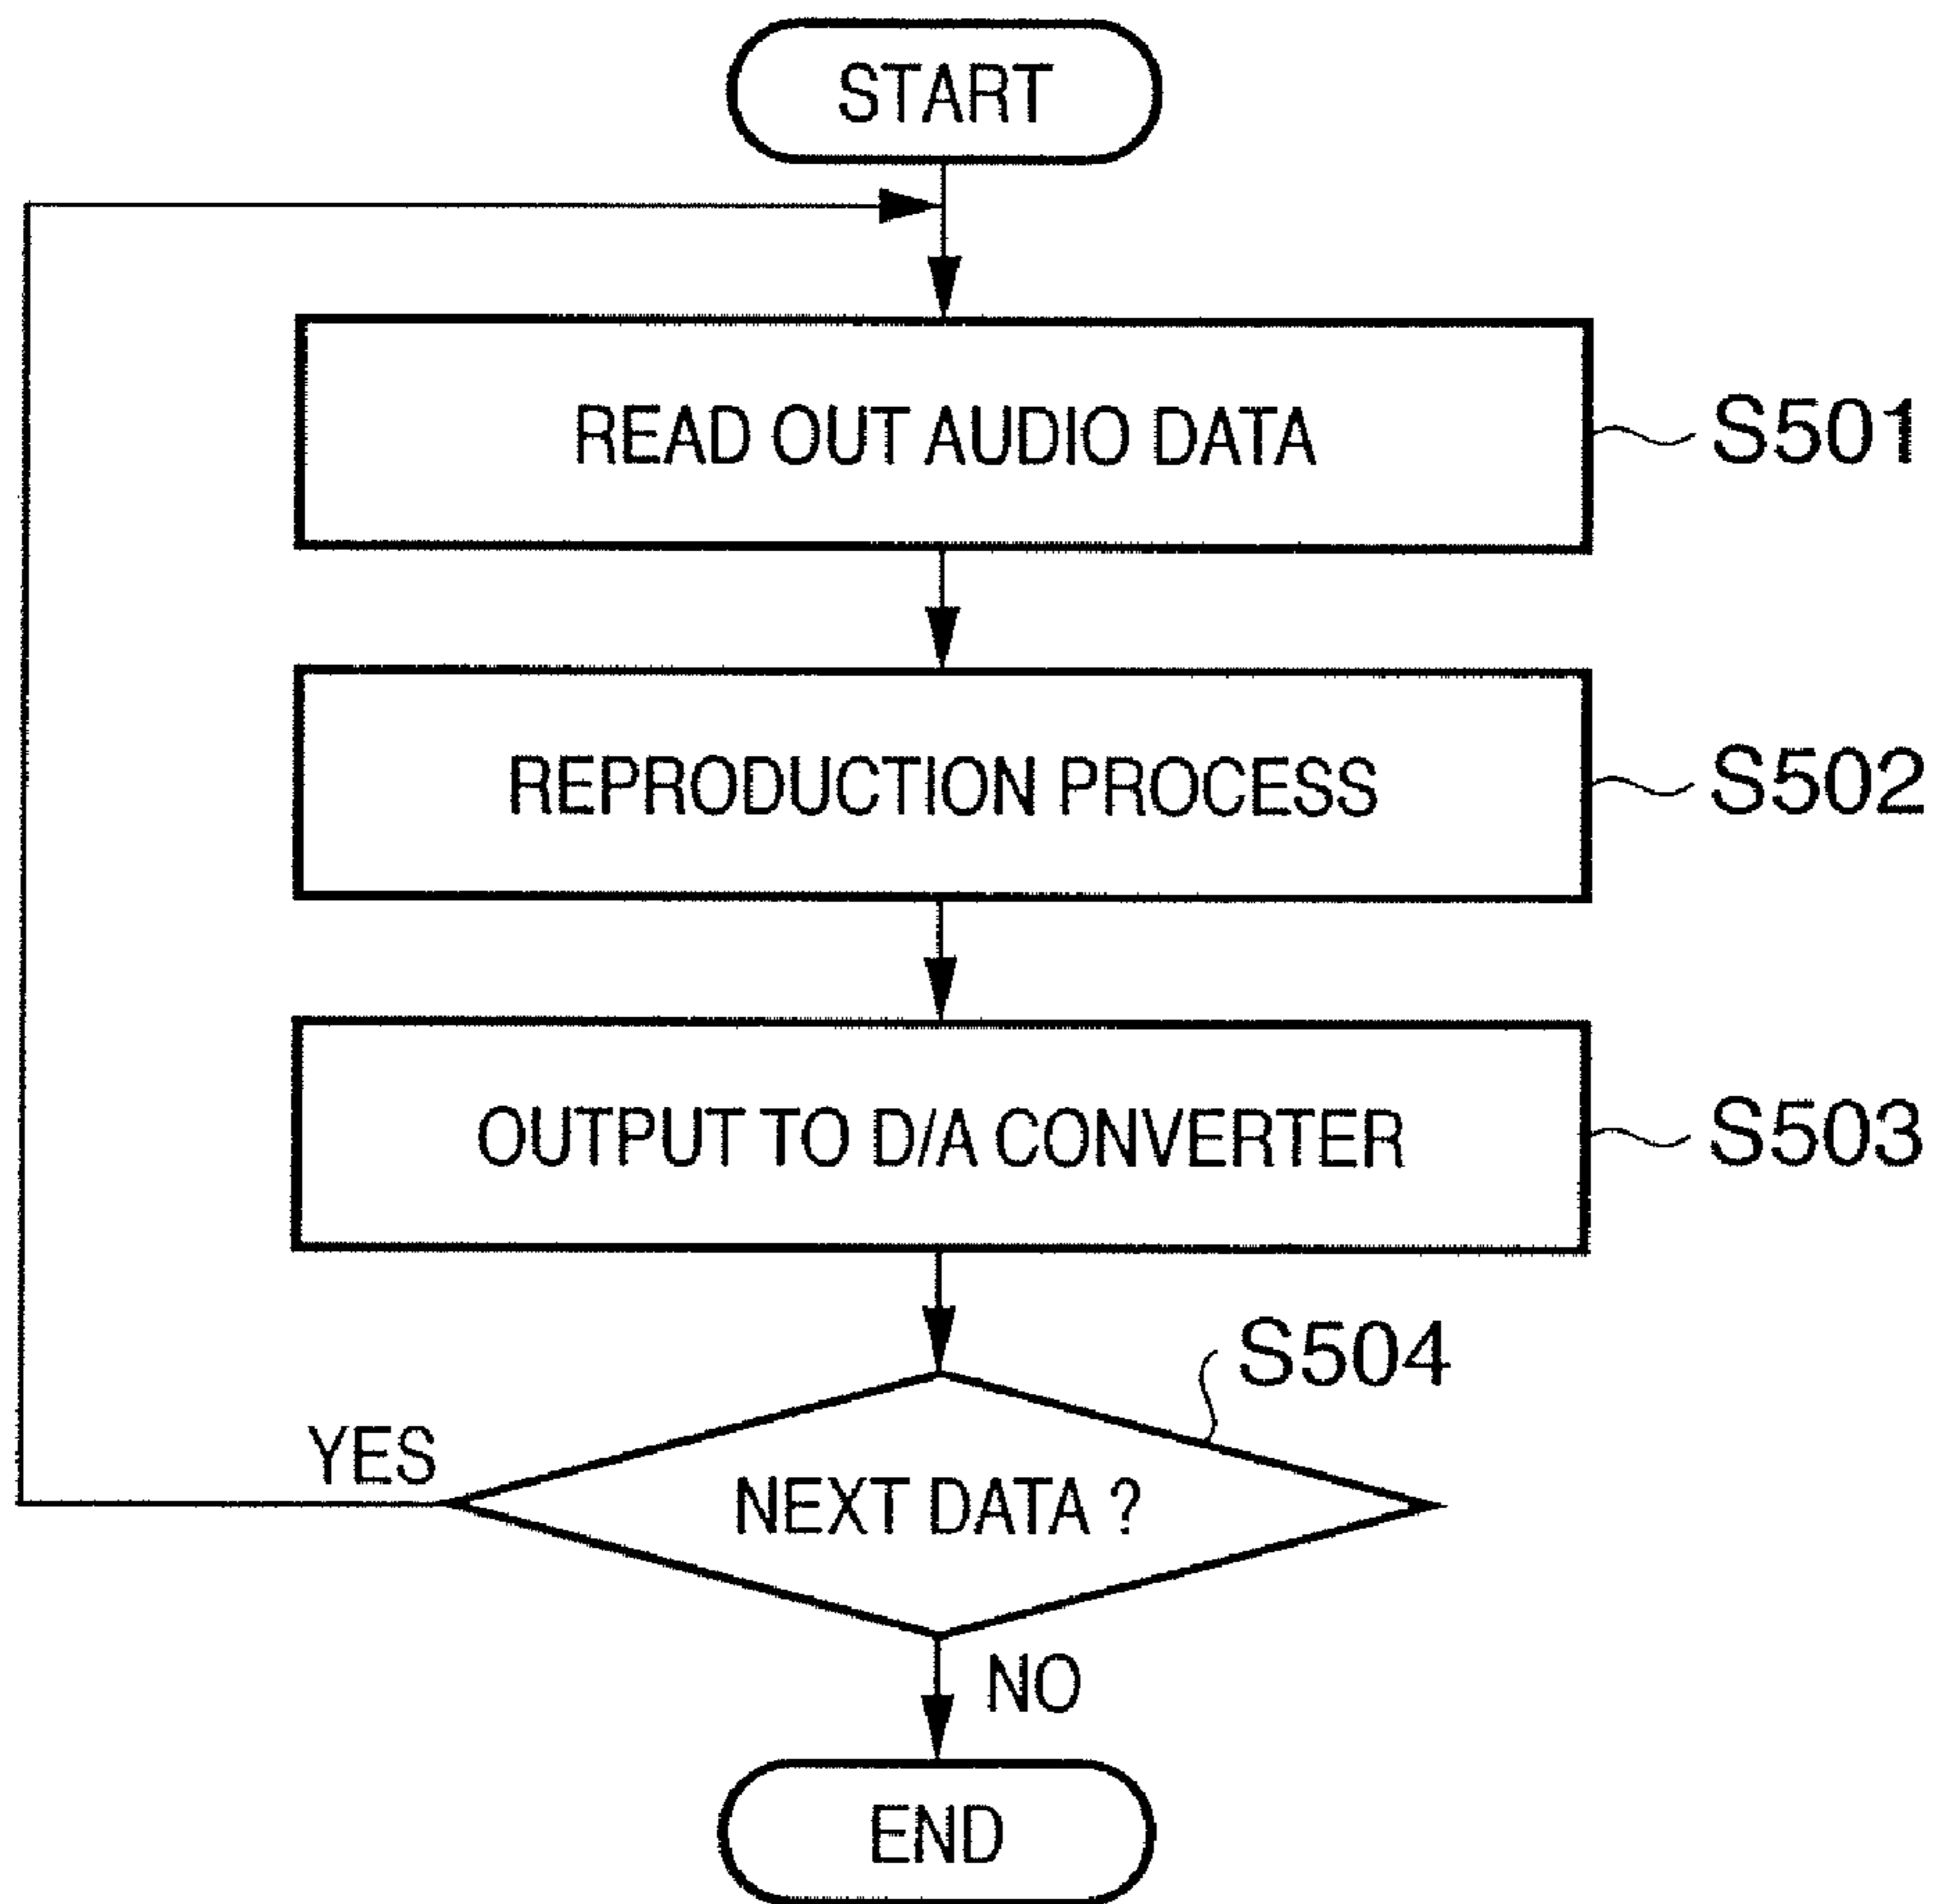 START
READ OUT AUDIO DATA
S501
REPRODUCTION PROCESS
S502
OUTPUT TO D/A CONVERTER
S503
S504
YES
NEXT DATA ?
NO
END